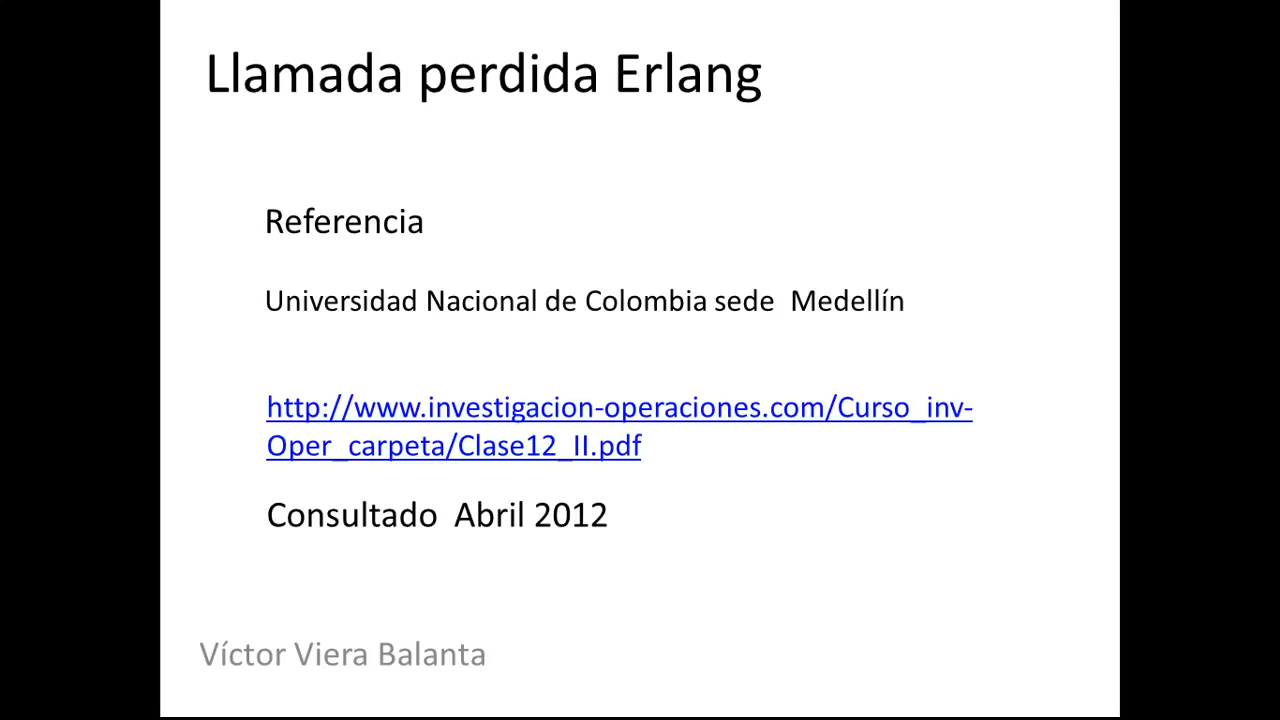 Llamada perdida Erlang
Referencia
Universidad Nacional de Colombia sede Medellín
http://www.investigacion-operaciones.com/Curso_inv-
Oper_carpeta/Clase12_II.pdf
Consultado Abril 2012
Víctor Viera Balanta